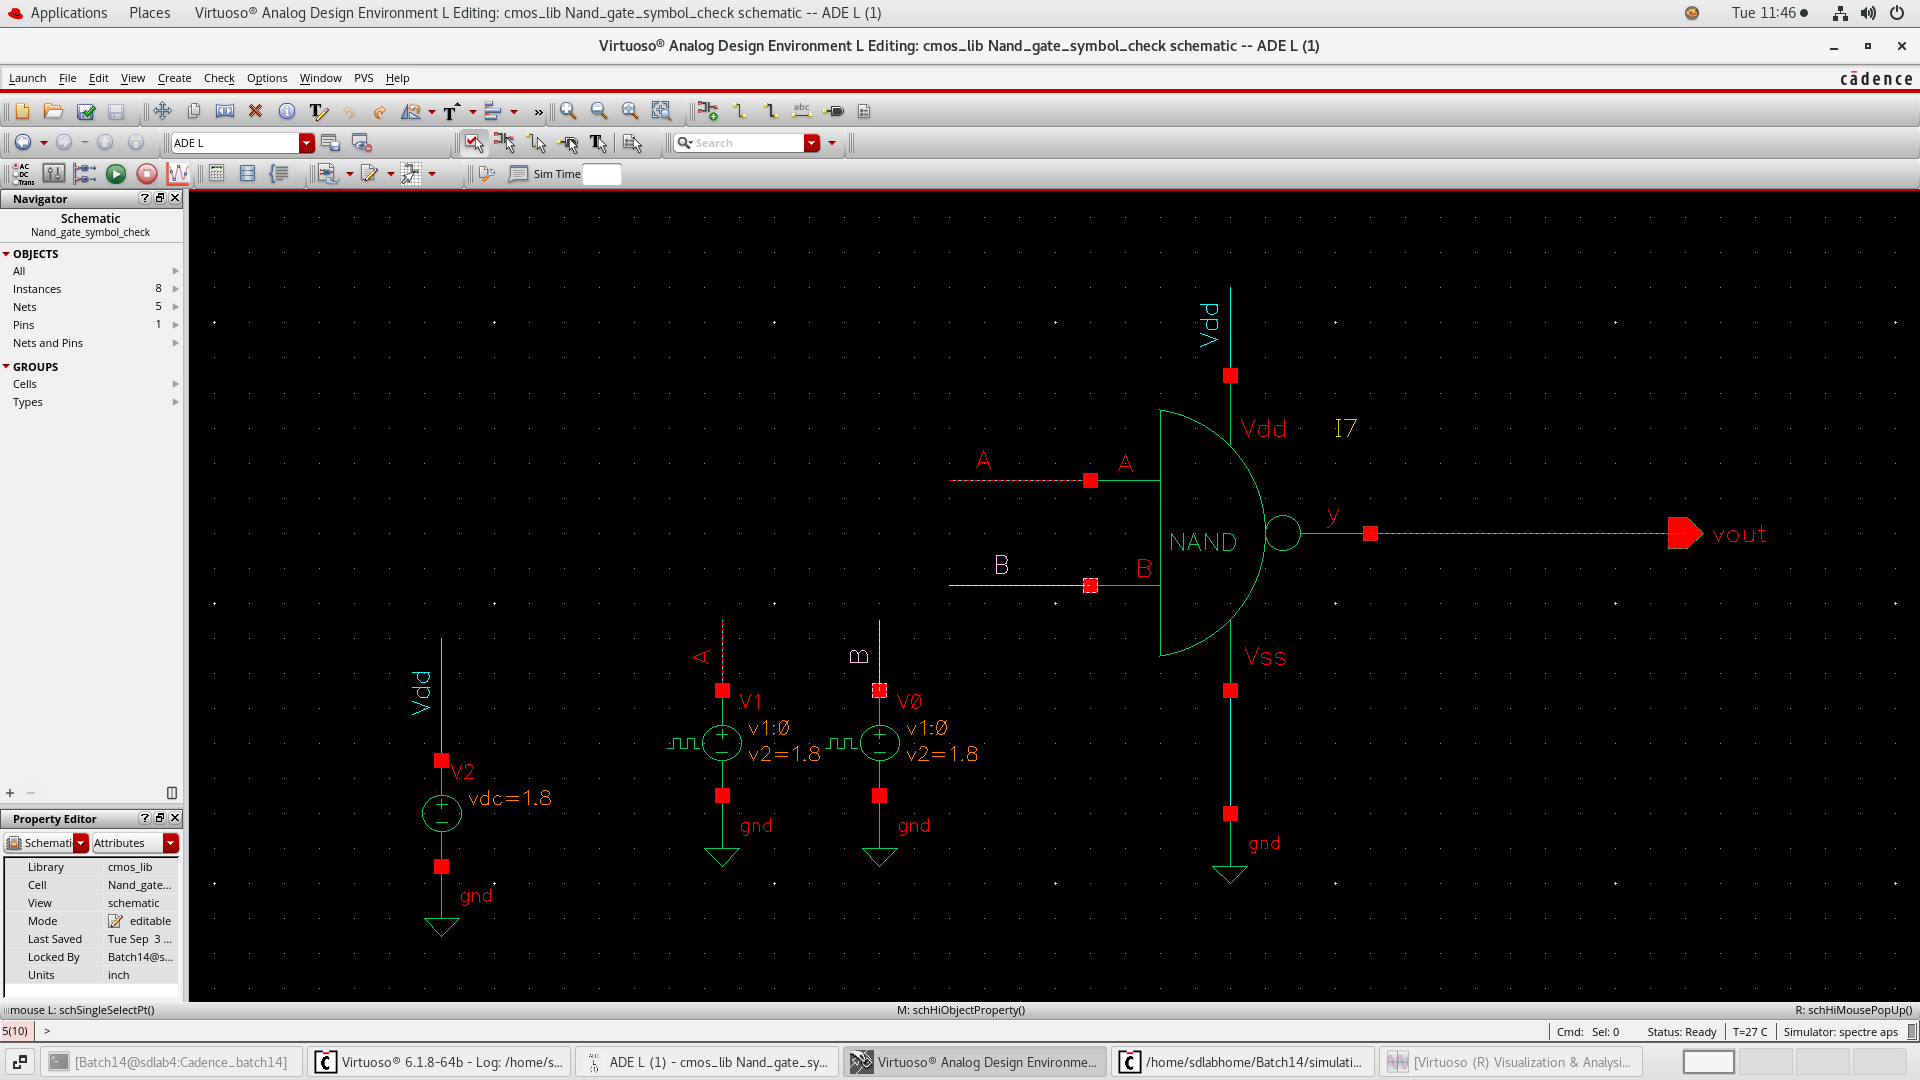 Applications Places Virtuoso® Analog Design Environment L Editing: cmos_lib Nand_gate_symbol_check schematic -- ADE L (1) Tue 11:46
Virtuoso® Analog Design Environment L Editing: cmos_lib Nand_gate_symbol_check schematic -- ADE L (1)
Launch File Edit View Create Check Options Window PVS Help cādence
T T » abc
ADE L T Search
AC
DC
Trans
Sim Time
Navigator ?
Schematic
Nand_gate_symbol_check
OBJECTS
All
Instances 8
Nets 5
Pins 1
Nets and Pins
GROUPS
Cells
Types
Vdd
Vdd I7
A A
y
vout
NAND
B B
A B Vss
Vdd
V1 V0
v1:0 v1:0
v2=1.8 v2=1.8
V2
vdc=1.8
gnd gnd
gnd
gnd
Property Editor ?
Schemati Attributes
Library cmos_lib
Cell Nand_gate...
View schematic
Mode editable
Last Saved Tue Sep 3 ...
Locked By Batch14@s...
Units inch
mouse L: schSingleSelectPt() M: schHiObjectProperty() R: schHiMousePopUp()
5(10) > Cmd: Sel: 0 Status: Ready T=27 C Simulator: spectre aps
[Batch14@sdlab4:Cadence_batch14] Virtuoso® 6.1.8-64b - Log: /home/s... ADE L (1) - cmos_lib Nand_gate_sy... Virtuoso® Analog Design Environme... /home/sdlabhome/Batch14/simulati... [Virtuoso (R) Visualization & Analysi...